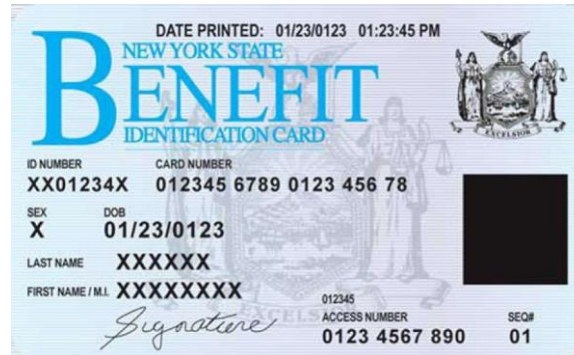 DATE PRINTED: 01/23/0123 01:23:45 PM
NEW YORK STATE
BENEFIT
IDENTIFICATION CARD
EXCELSIOR
ID NUMBER CARD NUMBER
XX01234X 012345 6789 0123 456 78
SEX DOB
X 01/23/0123
LAST NAME XXXXXX
FIRST NAME / M.I. XXXXXXXX
Signature
EXCELSIOR
012345
ACCESS NUMBER SEQ#
0123 4567 890 01